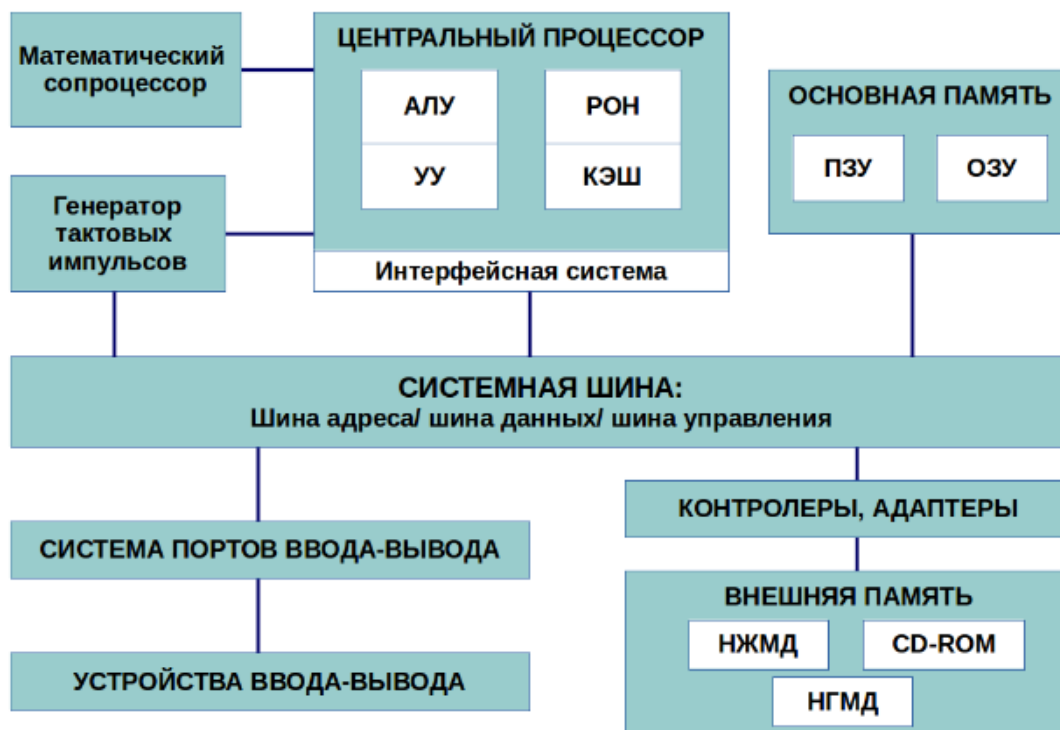 Математический
сопроцессор
ЦЕНТРАЛЬНЫЙ ПРОЦЕССОР
АЛУ
РОН
УУ
КЭШ
Интерфейсная система
ОСНОВНАЯ ПАМЯТЬ
ПЗУ
ОЗУ
Генератор
тактовых
импульсов
СИСТЕМНАЯ ШИНА:
Шина адреса/ шина данных/ шина управления
СИСТЕМА ПОРТОВ ВВОДА-ВЫВОДА
УСТРОЙСТВА ВВОДА-ВЫВОДА
КОНТРОЛЕРЫ, АДАПТЕРЫ
ВНЕШНЯЯ ПАМЯТЬ
НЖМД
CD-ROM
НГМД